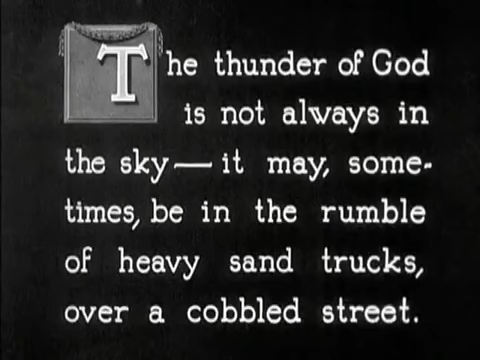 The thunder of God
is not always in
the sky — it may, some-
times, be in the rumble
of heavy sand trucks,
over a cobbled street.